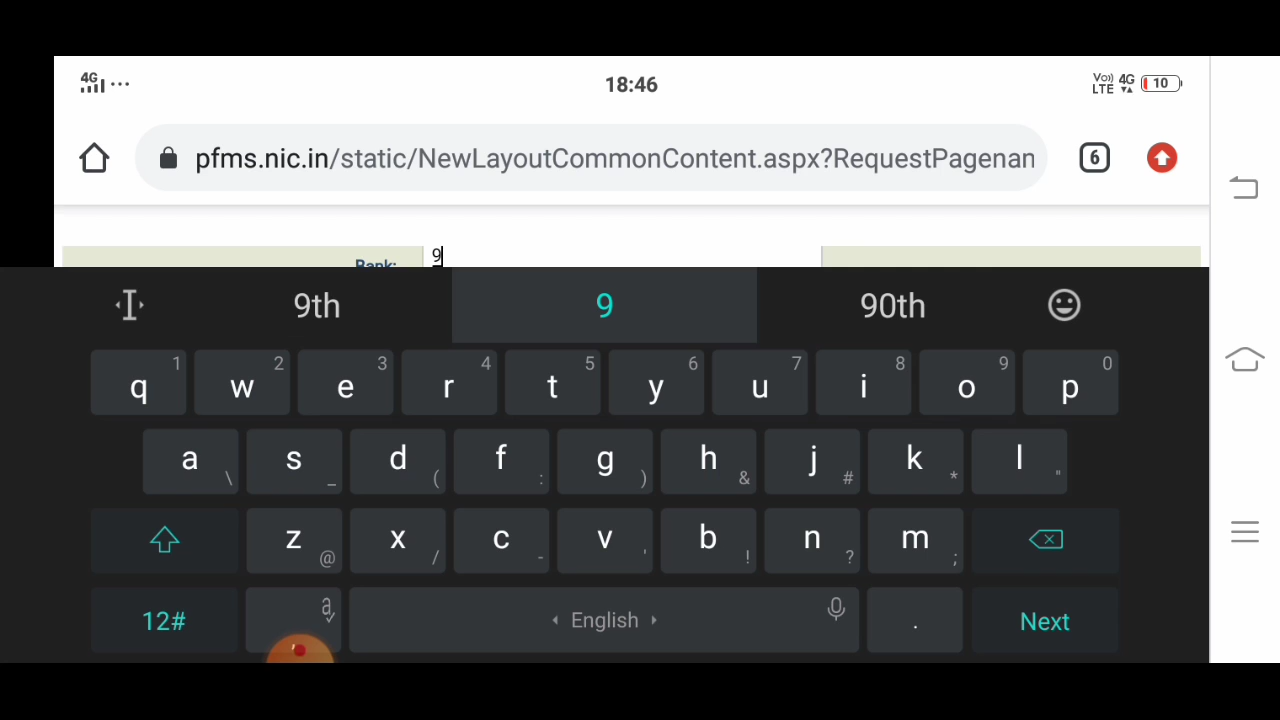 4G ... 18:46 Vo)) LTE 4G 10
pfms.nic.in/static/NewLayoutCommonContent.aspx?RequestPagenam 6
Bank: 9
9th 9 90th
q 1 w 2 e 3 r 4 t 5 y 6 u 7 i 8 o 9 p 0
a \ s _ d ( f : g ) h & j # k * l "
z @ x / c - v ' b ! n ? m ;
12# a English . Next